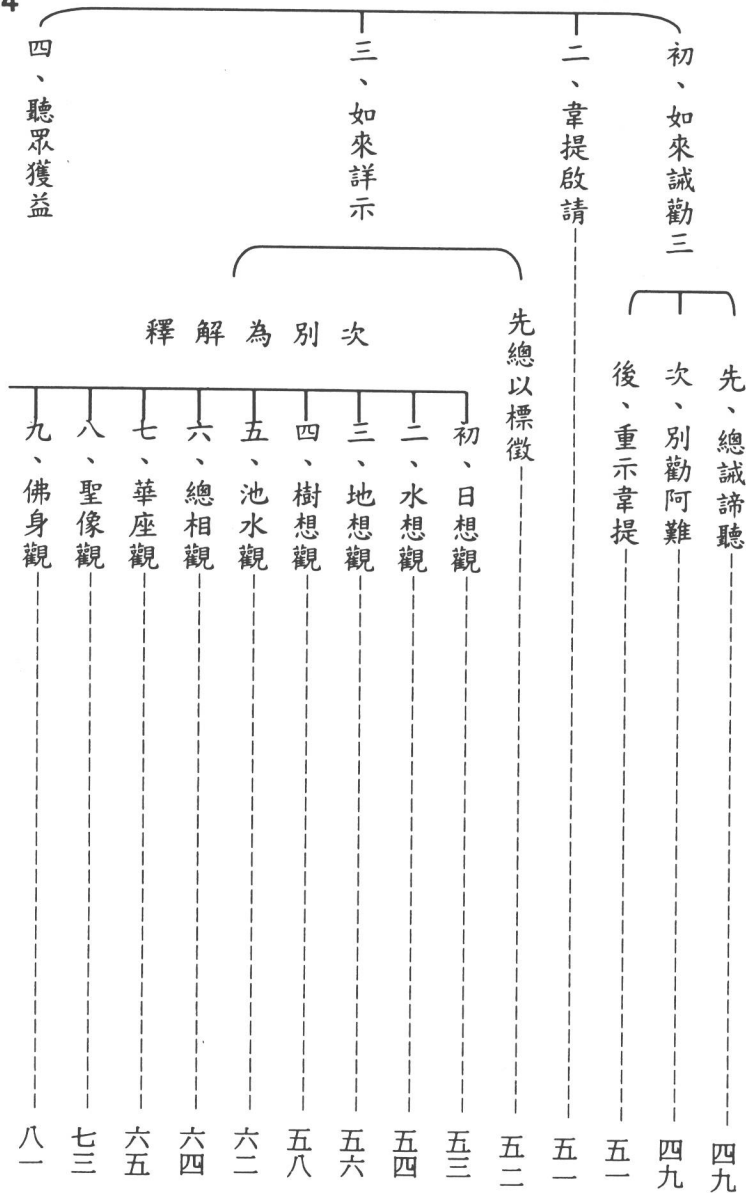 4
初、如來誡勸三
先、總誡諦聽 四九
次、別勸阿難 四九
後、重示韋提 五一
二、韋提啟請 五一
三、如來詳示
先總以標徵 五二
次別為解釋
初、日想觀 五三
二、水想觀 五四
三、地想觀 五六
四、樹想觀 五八
五、池水觀 六二
六、總相觀 六四
七、華座觀 六五
八、聖像觀 七三
九、佛身觀 八一
四、聽眾獲益